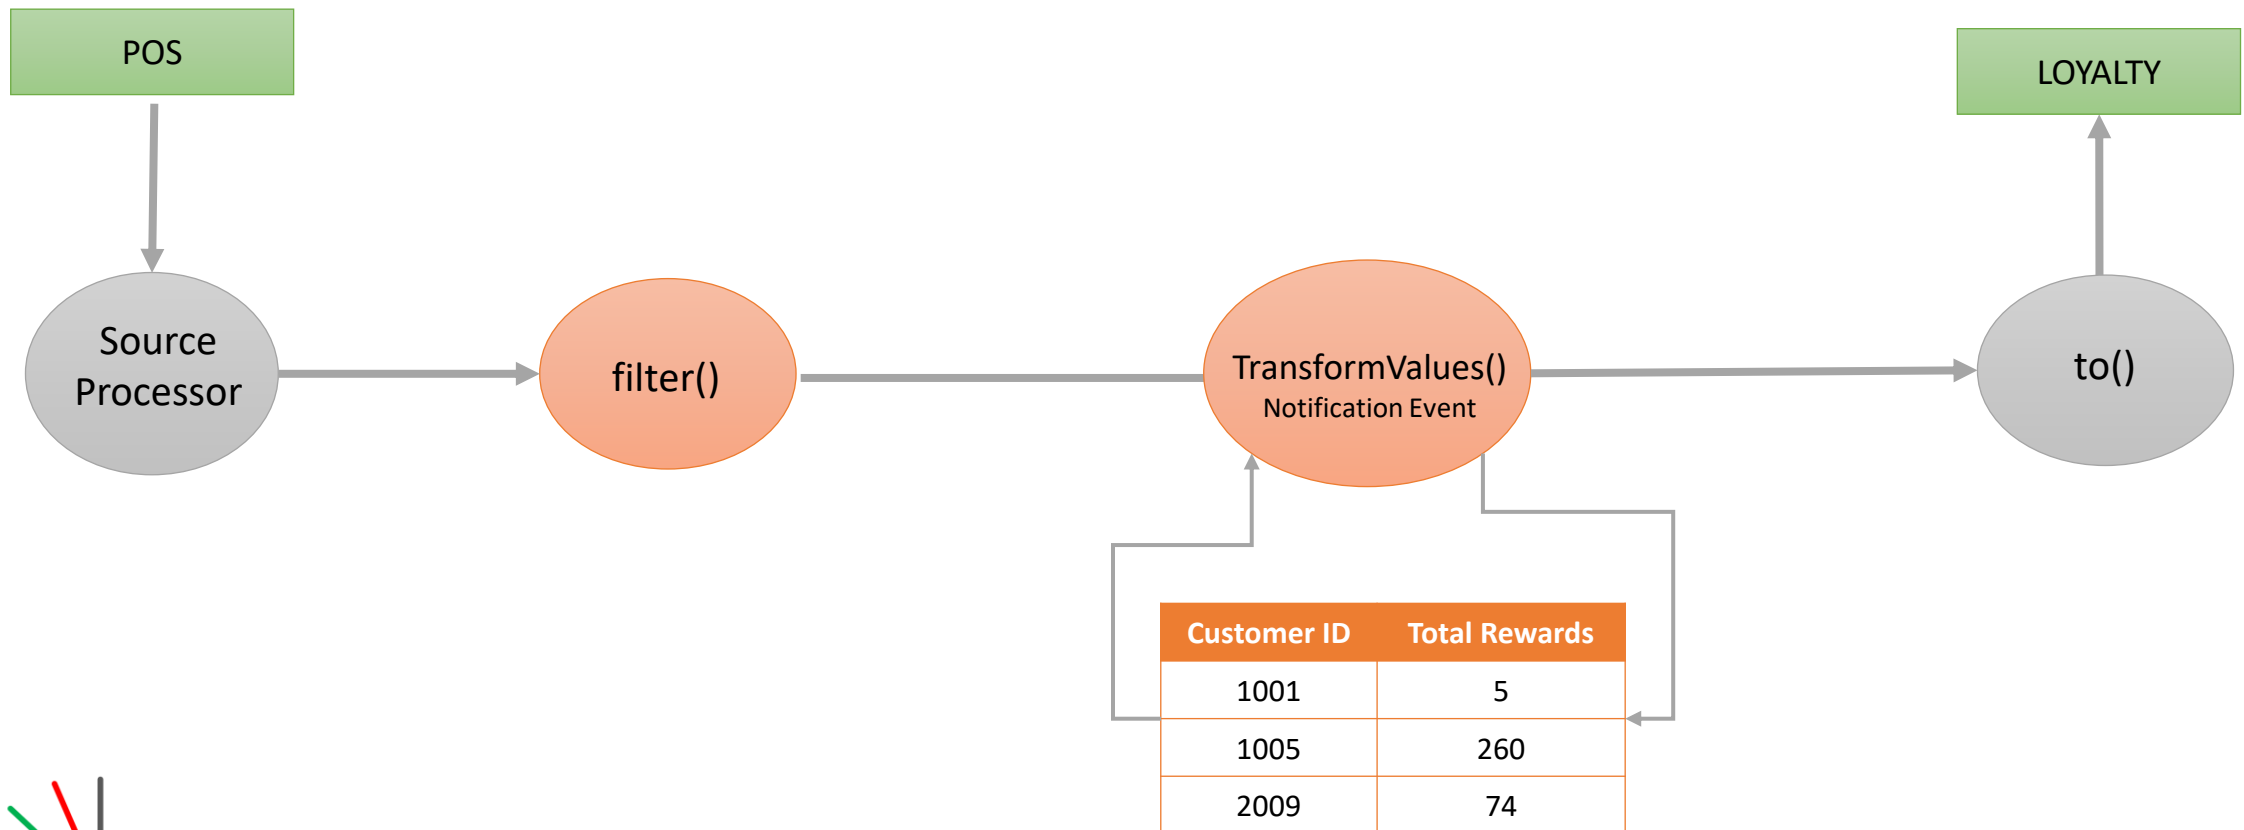 POS
LOYALTY
Source
Processor
filter()
TransformValues()
Notification Event
to()
Customer ID Total Rewards
1001 5
1005 260
2009 74